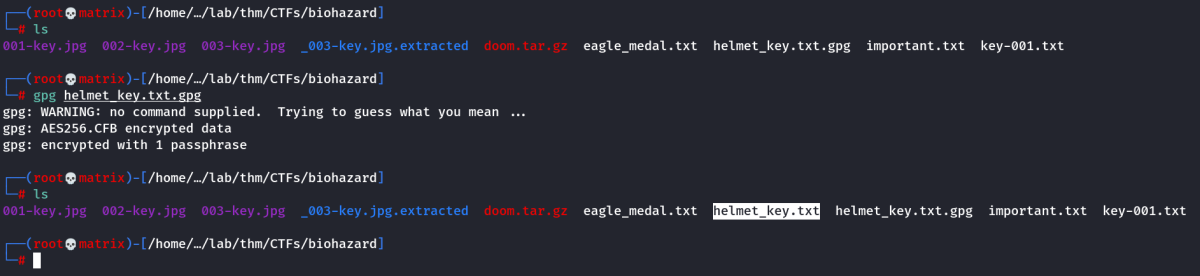 ┌──(root💀matrix)-[/home/…/lab/thm/CTFs/biohazard]
└─# ls
001-key.jpg  002-key.jpg  003-key.jpg  _003-key.jpg.extracted  doom.tar.gz  eagle_medal.txt  helmet_key.txt.gpg  important.txt  key-001.txt
┌──(root💀matrix)-[/home/…/lab/thm/CTFs/biohazard]
└─# gpg helmet_key.txt.gpg
gpg: WARNING: no command supplied.  Trying to guess what you mean ...
gpg: AES256.CFB encrypted data
gpg: encrypted with 1 passphrase
┌──(root💀matrix)-[/home/…/lab/thm/CTFs/biohazard]
└─# ls
001-key.jpg  002-key.jpg  003-key.jpg  _003-key.jpg.extracted  doom.tar.gz  eagle_medal.txt  helmet_key.txt  helmet_key.txt.gpg  important.txt  key-001.txt
┌──(root💀matrix)-[/home/…/lab/thm/CTFs/biohazard]
└─#